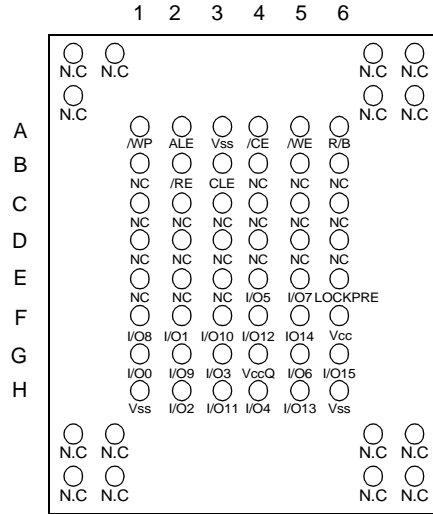 1 2 3 4 5 6
N.C N.C N.C N.C
N.C N.C N.C
A
/WP ALE Vss /CE /WE R/B
B
NC /RE CLE NC NC NC
C
NC NC NC NC NC NC
D
NC NC NC NC NC NC
E
NC NC NC I/O5 I/O7 LOCKPRE
F
I/O8 I/O1 I/O10 I/O12 IO14 Vcc
G
I/O0 I/O9 I/O3 VccQ I/O6 I/O15
H
Vss I/O2 I/O11 I/O4 I/O13 Vss
N.C N.C N.C N.C
N.C N.C N.C N.C